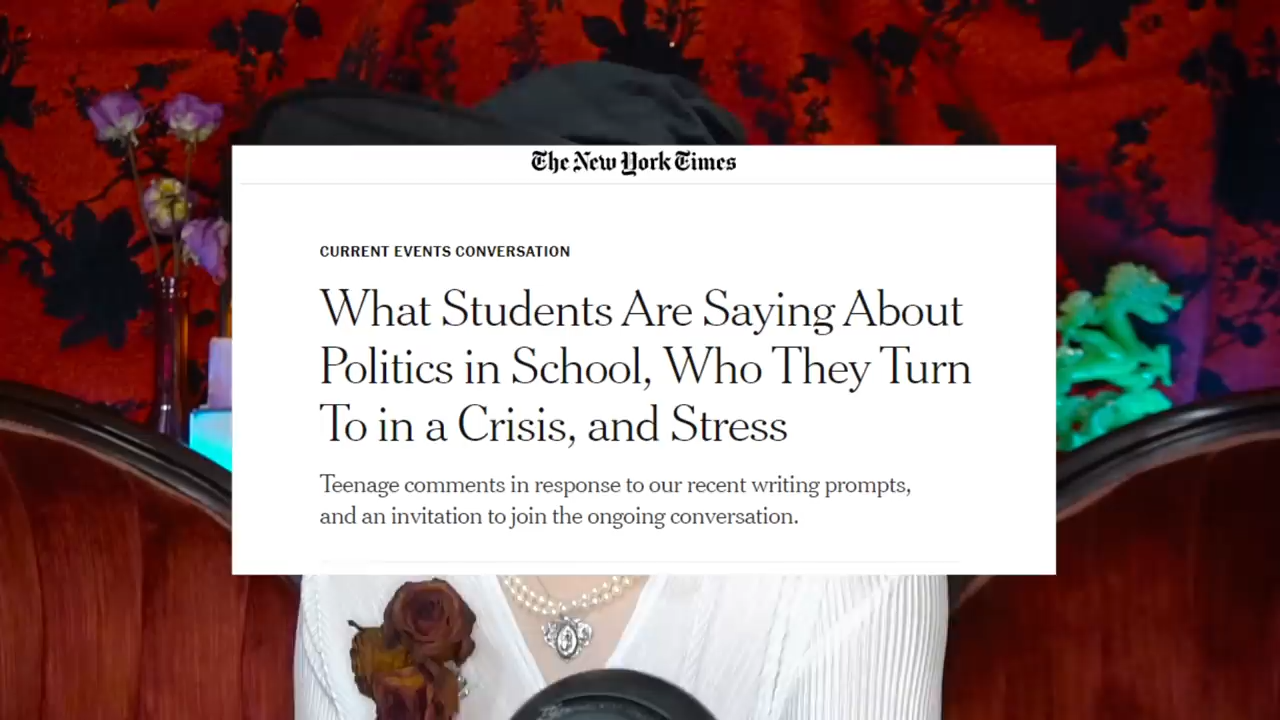 The New York Times
CURRENT EVENTS CONVERSATION
What Students Are Saying About
Politics in School, Who They Turn
To in a Crisis, and Stress
Teenage comments in response to our recent writing prompts,
and an invitation to join the ongoing conversation.